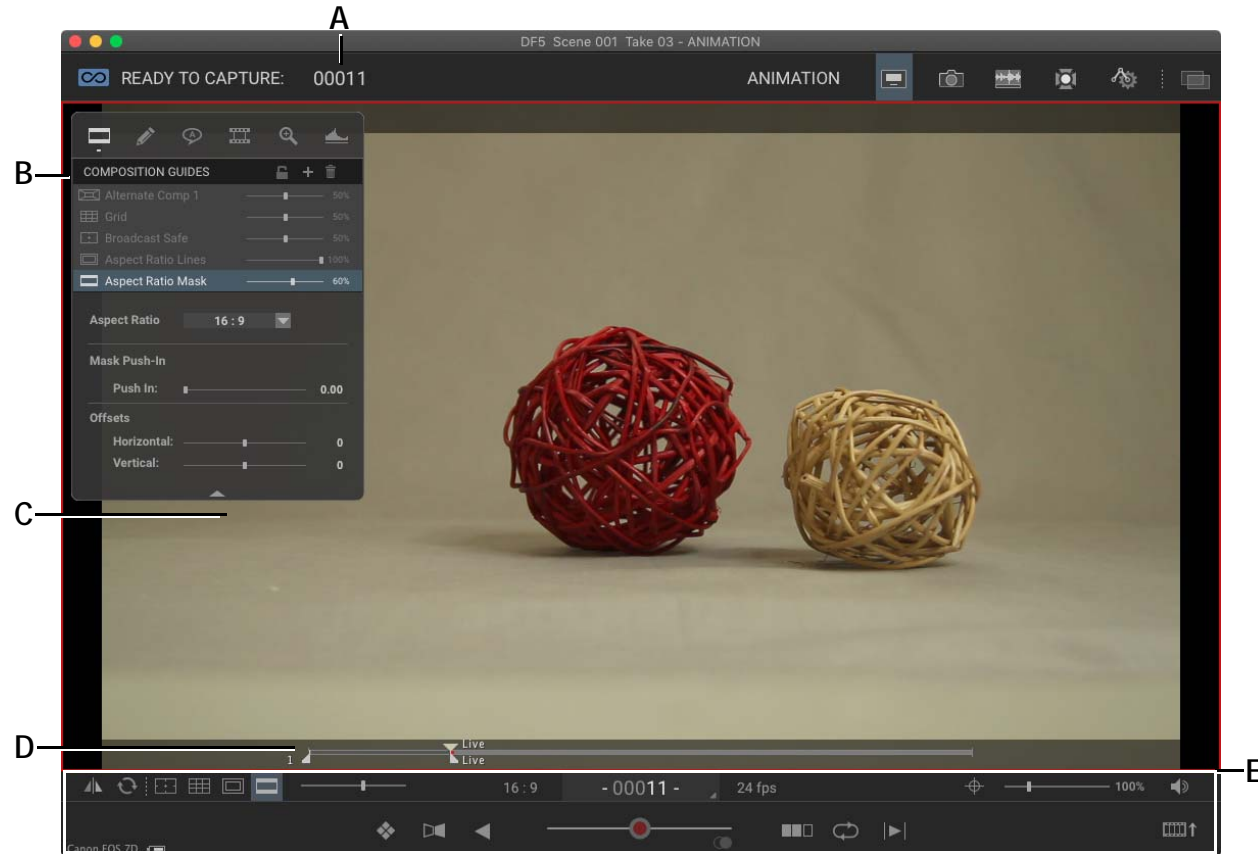 A
DF5 Scene 001 Take 03 - ANIMATION
READY TO CAPTURE: 00011 ANIMATION
A
B
COMPOSITION GUIDES
Alternate Comp 1 50%
Grid 50%
Broadcast Safe 50%
Aspect Ratio Lines 100%
Aspect Ratio Mask 60%
Aspect Ratio 16 : 9
Mask Push-In
Push In: 0.00
Offsets
Horizontal: 0
Vertical: 0
C
D
Live
1 Live
E
16 : 9 - 00011 - 24 fps 100%
Canon EOS 7D